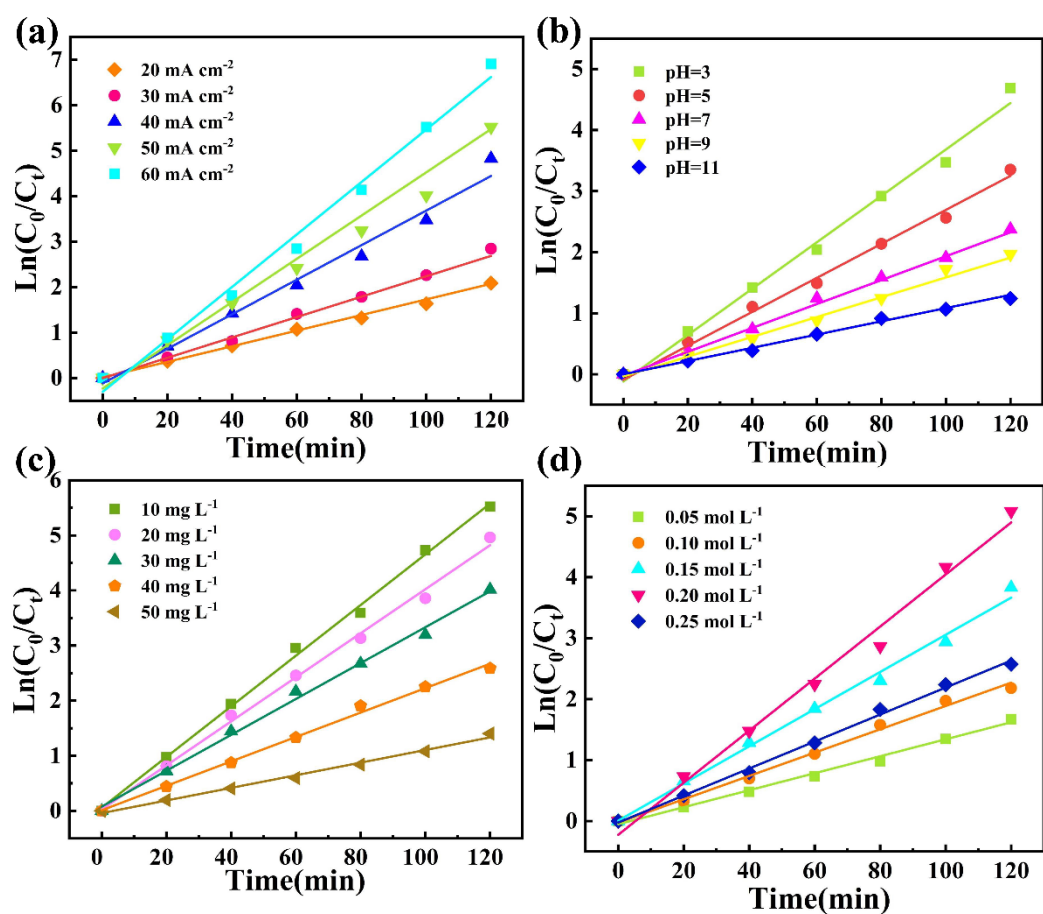 (a)
Ln(C₀/Cₜ)
7
6
5
4
3
2
1
0
20 mA cm⁻²
30 mA cm⁻²
40 mA cm⁻²
50 mA cm⁻²
60 mA cm⁻²
0 20 40 60 80 100 120
Time(min)
(b)
Ln(C₀/Cₜ)
5
4
3
2
1
0
pH=3
pH=5
pH=7
pH=9
pH=11
0 20 40 60 80 100 120
Time(min)
(c)
Ln(C₀/Cₜ)
6
5
4
3
2
1
0
10 mg L⁻¹
20 mg L⁻¹
30 mg L⁻¹
40 mg L⁻¹
50 mg L⁻¹
0 20 40 60 80 100 120
Time(min)
(d)
Ln(C₀/Cₜ)
5
4
3
2
1
0
0.05 mol L⁻¹
0.10 mol L⁻¹
0.15 mol L⁻¹
0.20 mol L⁻¹
0.25 mol L⁻¹
0 20 40 60 80 100 120
Time(min)